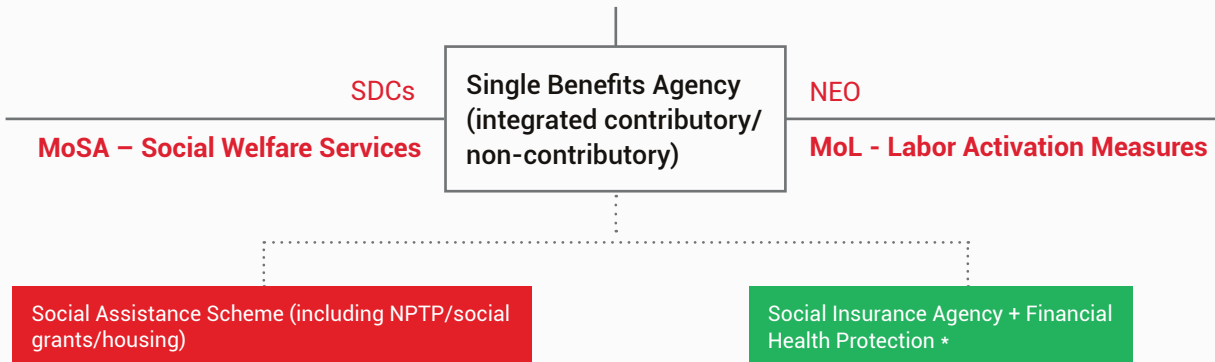 SDCs
MoSA – Social Welfare Services
Single Benefits Agency
(integrated contributory/
non-contributory)
NEO
MoL - Labor Activation Measures
Social Assistance Scheme (including NPTP/social
grants/housing)
Social Insurance Agency + Financial
Health Protection *